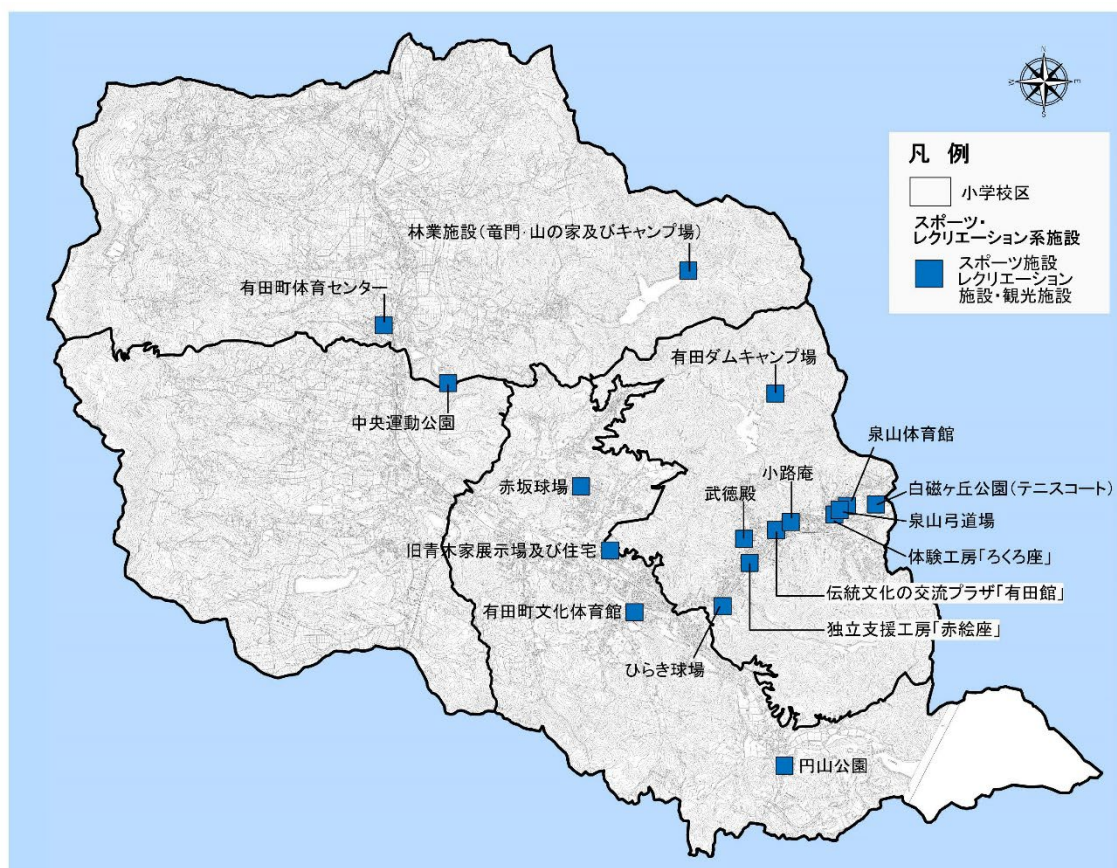 N
E
S
W
凡 例
小学校区
スポーツ・
レクリエーション系施設
スポーツ施設
レクリエーション
施設・観光施設
林業施設(竜門・山の家及びキャンプ場)
有田町体育センター
有田ダムキャンプ場
中央運動公園
泉山体育館
小路庵
白磁ヶ丘公園(テニスコート)
赤坂球場
武徳殿
泉山弓道場
旧青木家展示場及び住宅
体験工房「ろくろ座」
伝統文化の交流プラザ「有田館」
有田町文化体育館
独立支援工房「赤絵座」
ひらき球場
円山公園